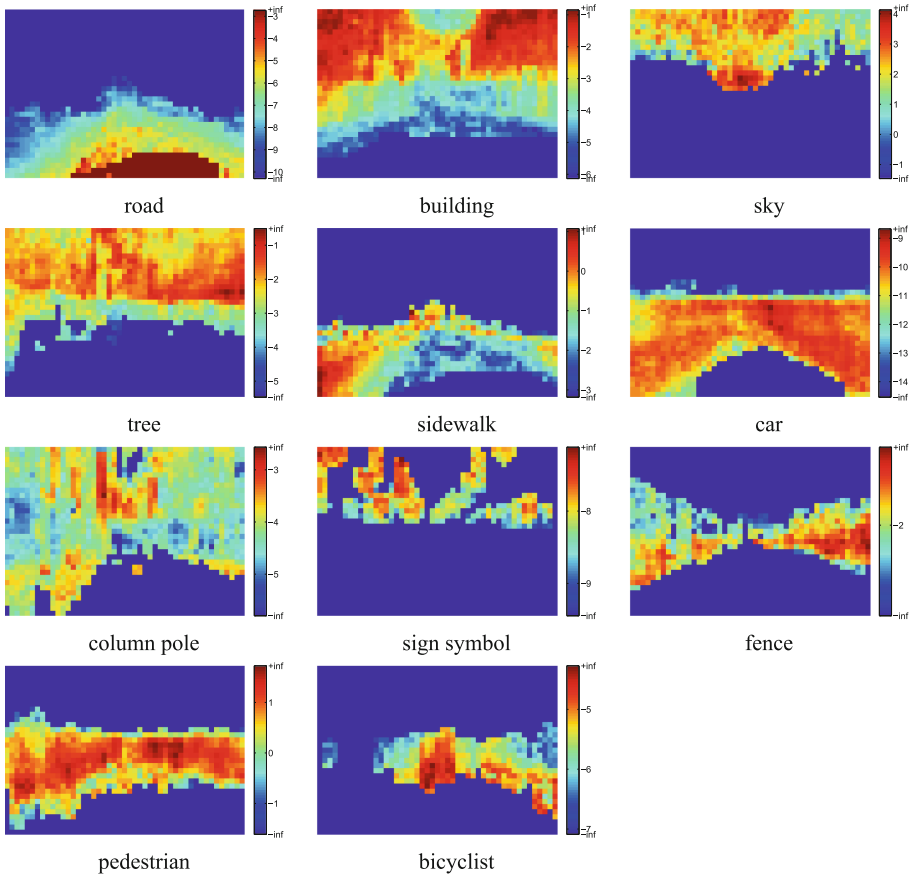 +inf
−3
−4
−5
−6
−7
−8
−9
−10
−inf
road
+inf
−1
−2
−3
−4
−5
−6
−inf
building
+inf
4
3
2
1
0
−1
−inf
sky
+inf
−1
−2
−3
−4
−5
−inf
tree
+inf
1
0
−1
−2
−3
−inf
sidewalk
+inf
−9
−10
−11
−12
−13
−14
−inf
car
+inf
−3
−4
−5
−inf
column pole
+inf
−8
−9
−inf
sign symbol
+inf
−2
−inf
fence
+inf
1
0
−1
−inf
pedestrian
+inf
−5
−6
−7
−inf
bicyclist